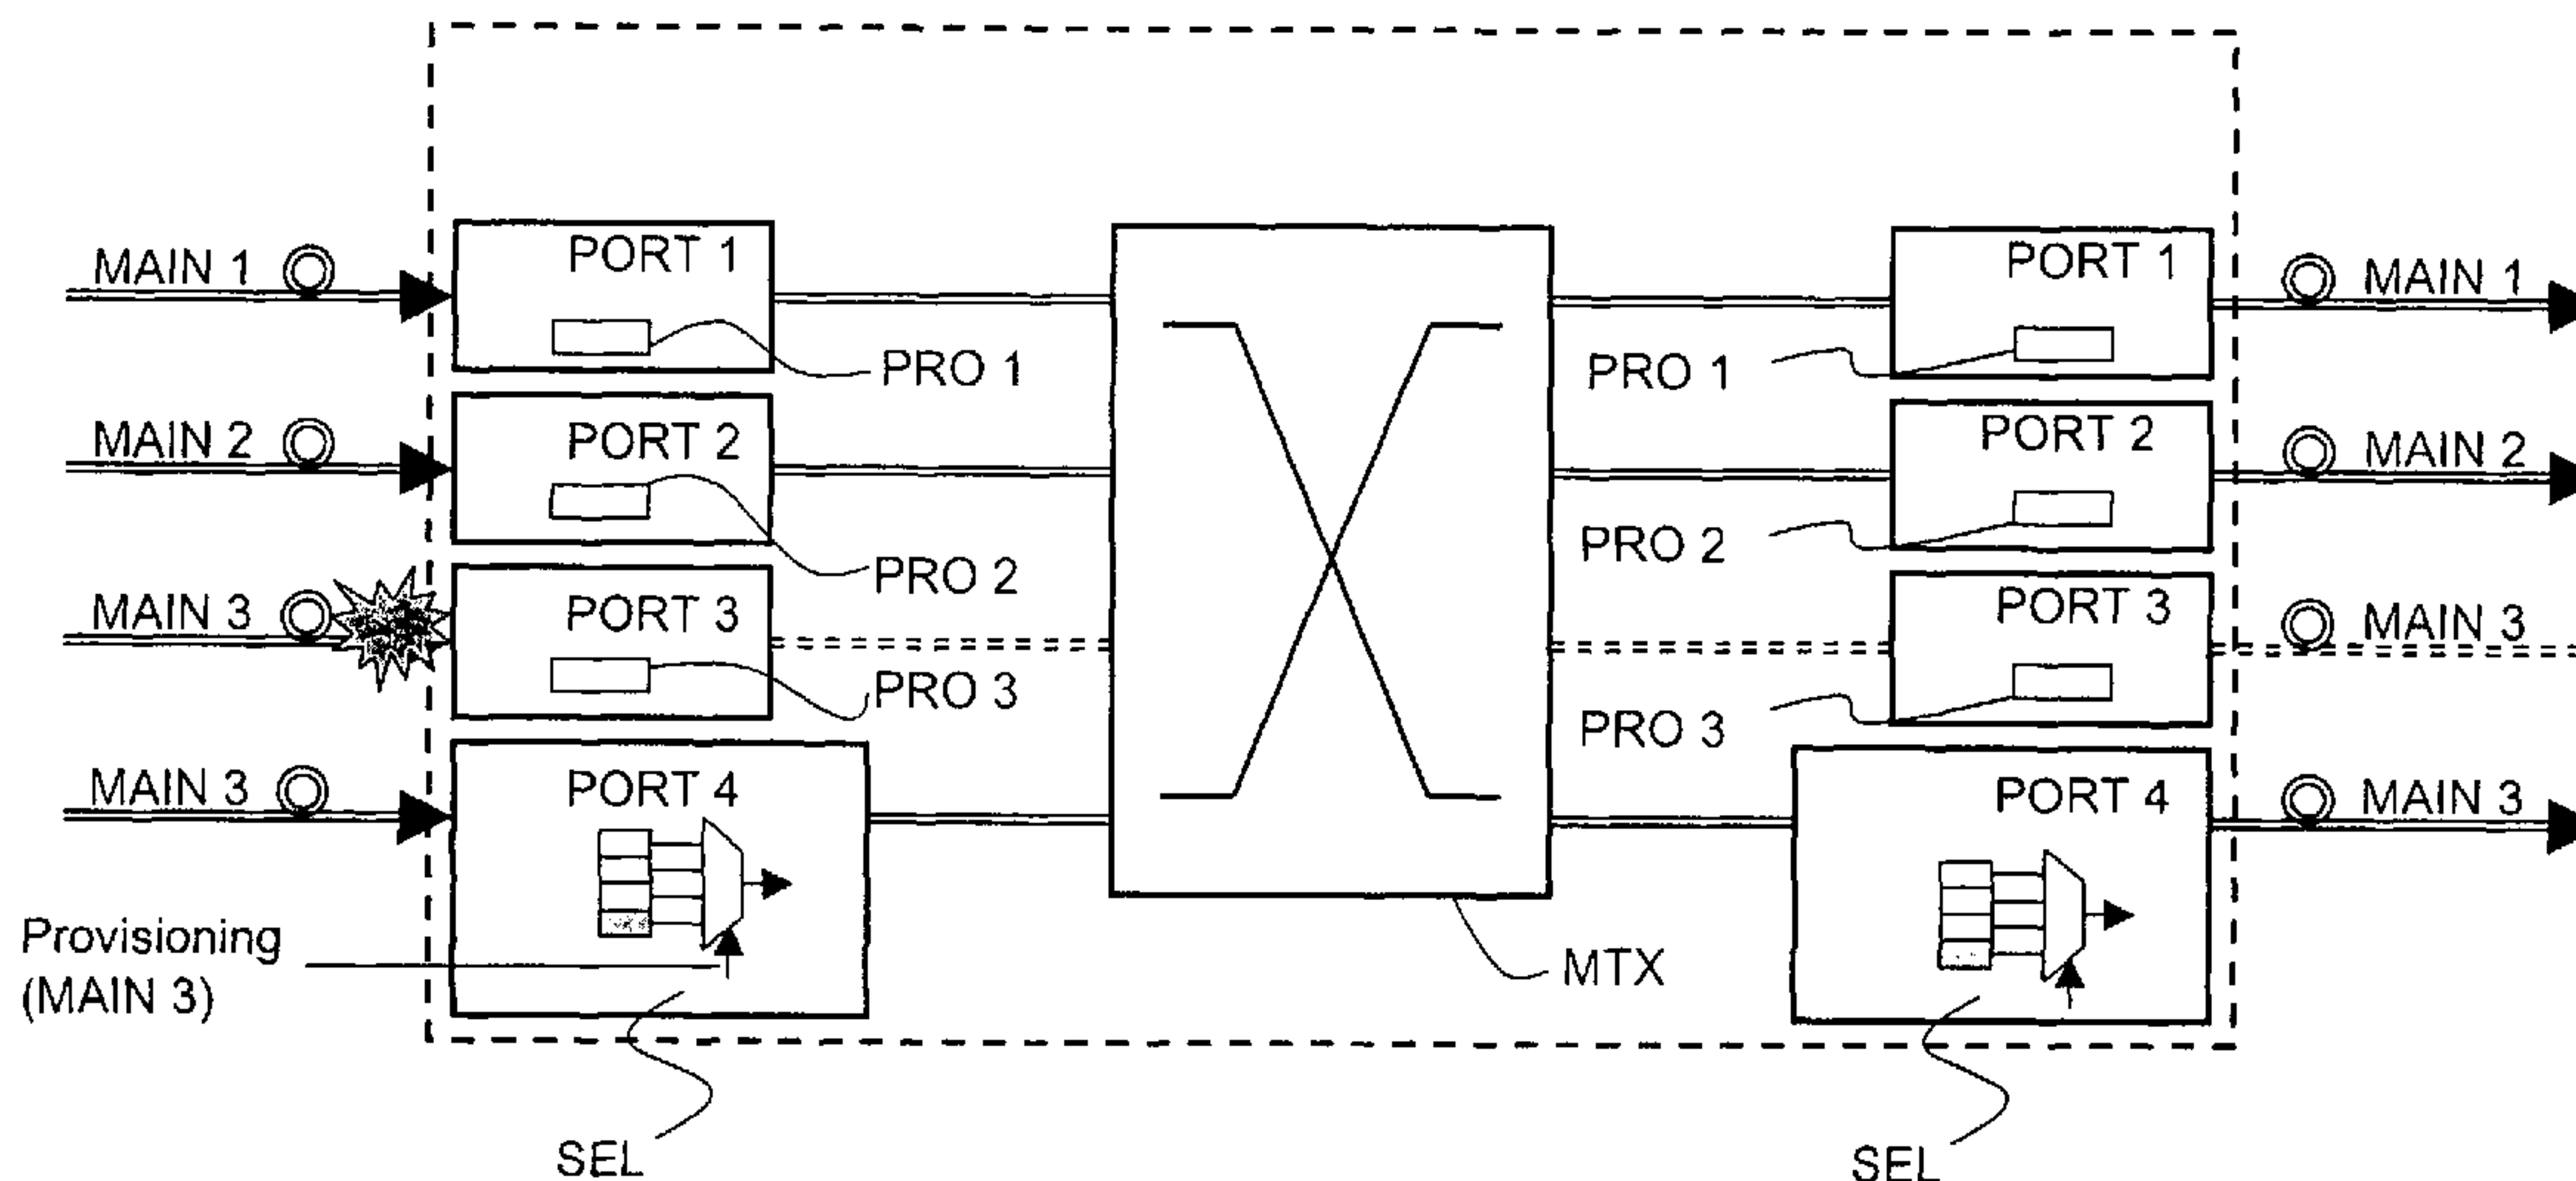 PORT 1
PORT 1
MAIN 1
MAIN 1
PRO 1
PRO 1
PORT 2
PORT 2
MAIN 2
MAIN 2
PRO 2
PRO 2
PORT 3
PORT 3
MAIN 3
MAIN 3
PRO 3
PRO 3
PORT 4
PORT 4
MAIN 3
MAIN 3
Provisioning
(MAIN 3)
MTX
SEL
SEL